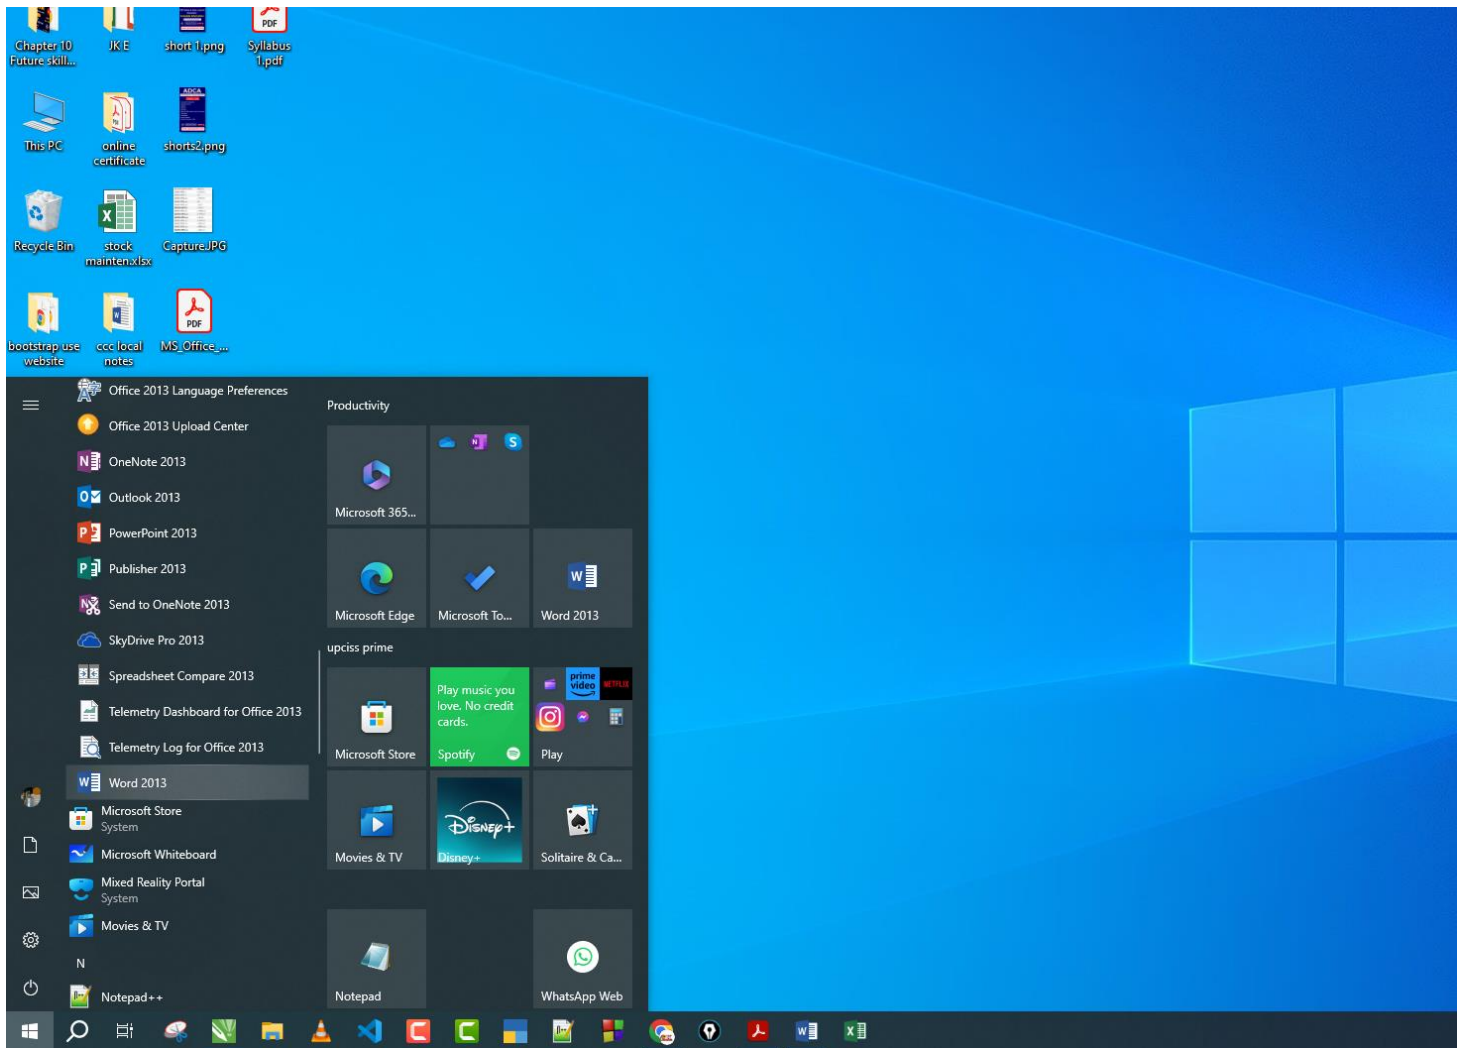 Chapter 10
Future skill...
JK E
short 1.png
PDF
Syllabus
1.pdf
This PC
online
certificate
ADCA
shorts2.png
Recycle Bin
stock
mainten.xlsx
Capture.JPG
bootstrap use
website
ccc local
notes
PDF
MS_Office_...
Office 2013 Language Preferences
Office 2013 Upload Center
OneNote 2013
Outlook 2013
PowerPoint 2013
Publisher 2013
Send to OneNote 2013
SkyDrive Pro 2013
Spreadsheet Compare 2013
Telemetry Dashboard for Office 2013
Telemetry Log for Office 2013
Word 2013
Microsoft Store
System
Microsoft Whiteboard
Mixed Reality Portal
System
Movies & TV
N
Notepad++
Productivity
Microsoft 365...
Microsoft Edge
Microsoft To...
Word 2013
upciss prime
Microsoft Store
Play music you
love. No credit
cards.
Spotify
prime
video
NETFLIX
Play
Movies & TV
Disney+
Disney+
Solitaire & Ca...
Notepad
WhatsApp Web